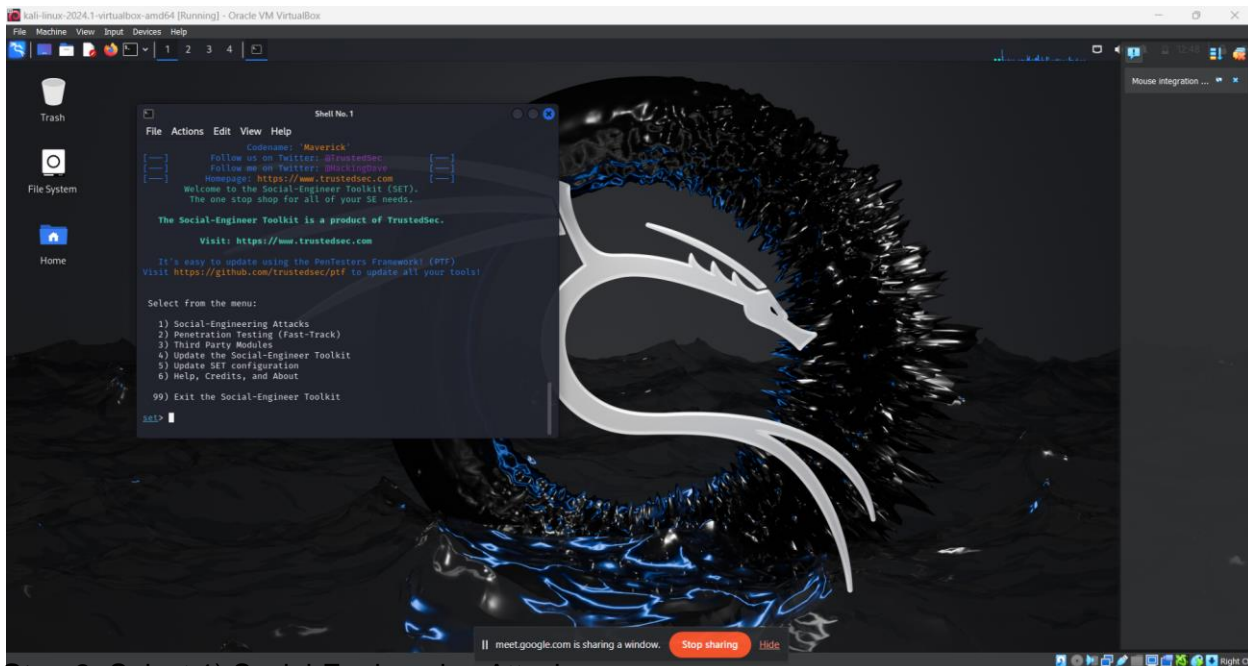 kali-linux-2024.1-virtualbox-amd64 [Running] - Oracle VM VirtualBox
File Machine View Input Devices Help
1 2 3 4
12:48
Mouse integration ...
Trash
File System
Home
Shell No. 1
File Actions Edit View Help
Codename: 'Maverick'
[---] Follow us on Twitter: @TrustedSec [---]
[---] Follow me on Twitter: @HackingDave [---]
[---] Homepage: https://www.trustedsec.com [---]
Welcome to the Social-Engineer Toolkit (SET).
The one stop shop for all of your SE needs.
The Social-Engineer Toolkit is a product of TrustedSec.
Visit: https://www.trustedsec.com
It's easy to update using the PenTesters Framework! (PTF)
Visit https://github.com/trustedsec/ptf to update all your tools!
Select from the menu:
1) Social-Engineering Attacks
2) Penetration Testing (Fast-Track)
3) Third Party Modules
4) Update the Social-Engineer Toolkit
5) Update SET configuration
6) Help, Credits, and About
99) Exit the Social-Engineer Toolkit
set>
meet.google.com is sharing a window. Stop sharing Hide
Right C